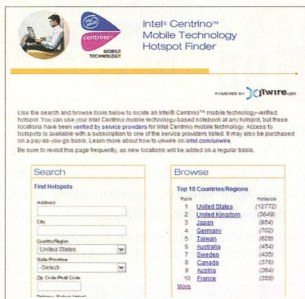 Intel® Centrino™
Mobile Technology
Hotspot Finder
centrino™
MOBILE
TECHNOLOGY
POWERED BY jiwire.com
Use the search and browse tools below to locate an Intel® Centrino™ mobile technology-verified
hotspot. You can use your Intel Centrino mobile technology-based notebook at any hotspot, but these
locations have been verified by service providers for Intel Centrino mobile technology. Access to
hotspots is available with a subscription to one of the service providers listed. It may also be purchased
on a pay-as-you-go basis. Learn more about how to unwire on intel.com/unwire.
Be sure to revisit this page frequently, as new locations will be added on a regular basis.
Search
Find Hotspots
Address
City
Country/Region
United States
State/Province
-Select-
Zip Code/Post Code
Browse
Top 10 Countries/Regions
Rank Hotspots
1 United States (12772)
2 United Kingdom (3649)
3 Japan (954)
4 Germany (702)
5 Taiwan (628)
6 Australia (454)
7 Sweden (435)
8 Canada (376)
9 Austria (364)
10 France (358)
More